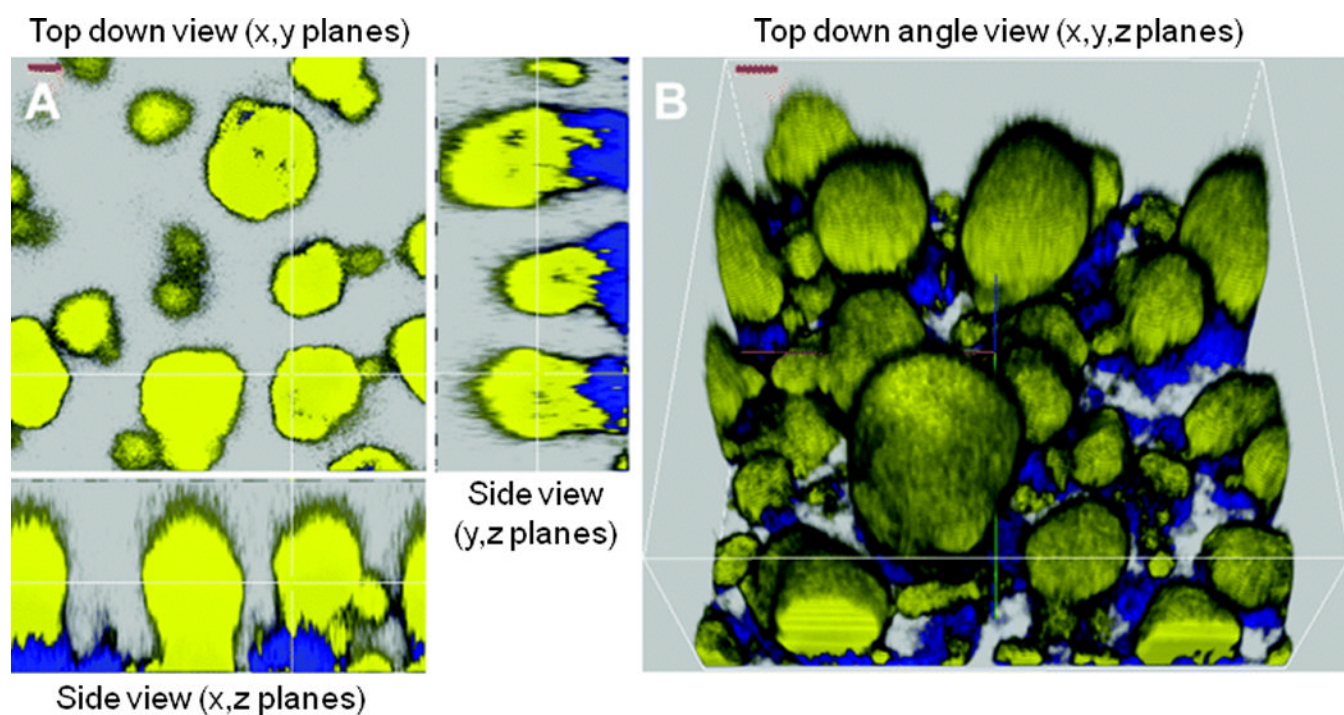 Top down view (x,y planes)
Top down angle view (x,y,z planes)
A
B
Side view
(y,z planes)
Side view (x,z planes)